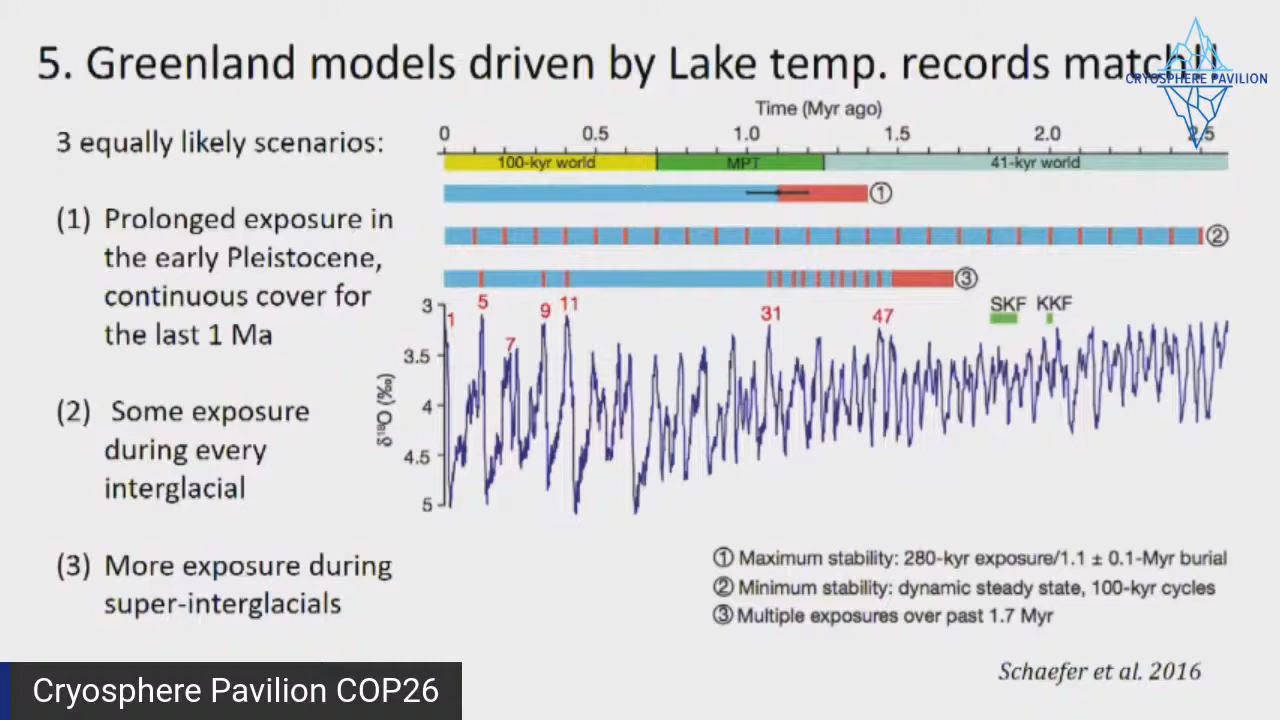 5. Greenland models driven by Lake temp. records match!!
CRYOSPHERE PAVILION
3 equally likely scenarios:
(1) Prolonged exposure in
the early Pleistocene,
continuous cover for
the last 1 Ma
(2) Some exposure
during every
interglacial
(3) More exposure during
super-interglacials
Time (Myr ago)
0 0.5 1.0 1.5 2.0 2.5
100-kyr world MPT 41-kyr world
①
②
③
SKF KKF
1 5 7 9 11 31 47
3
3.5
4
4.5
5
δ¹⁸O (‰)
① Maximum stability: 280-kyr exposure/1.1 ± 0.1-Myr burial
② Minimum stability: dynamic steady state, 100-kyr cycles
③ Multiple exposures over past 1.7 Myr
Schaefer et al. 2016
Cryosphere Pavilion COP26